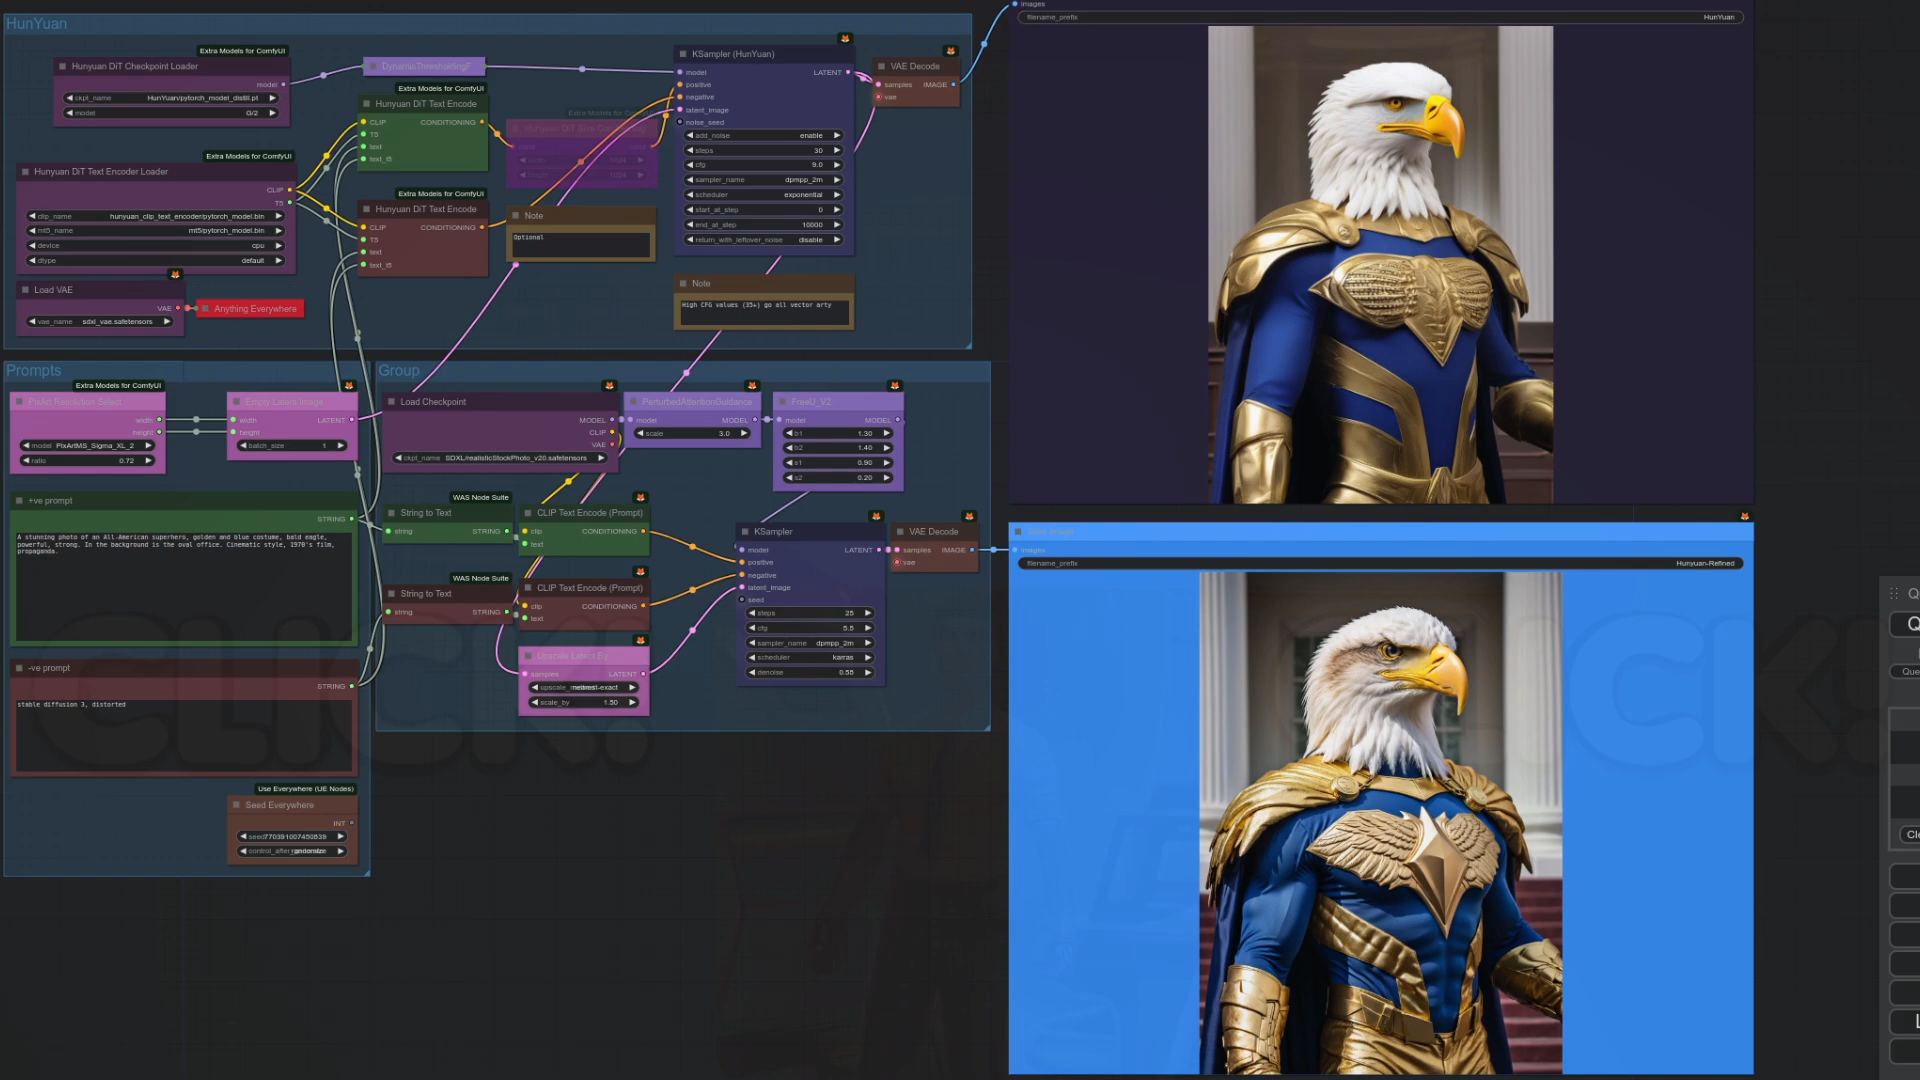 HunYuan
Extra Models for ComfyUI
Hunyuan DiT Checkpoint Loader
model
ckpt_name HunYuan/pytorch_model_distill.pt
model 0/2
DynamicThresholdingF
Extra Models for ComfyUI
Hunyuan DiT Text Encode
CLIP CONDITIONING
T5
text
text_t5
Extra Models for ComfyUI
Hunyuan DiT Text Encoder Loader
CLIP
T5
clip_name hunyuan_clip_text_encoder/pytorch_model.bin
mt5_name mt5/pytorch_model.bin
device cpu
dtype default
Extra Models for ComfyUI
Hunyuan DiT Text Encode
CLIP CONDITIONING
T5
text
text_t5
Load VAE
VAE
vae_name sdxl_vae.safetensors
Anything Everywhere
Note
Optional
KSampler (HunYuan)
model LATENT
positive
negative
latent_image
noise_seed
add_noise enable
steps 30
cfg 9.0
sampler_name dpmpp_2m
scheduler exponential
start_at_step 0
end_at_step 10000
return_with_leftover_noise disable
Note
High CFG values (35+) go all vector arty
VAE Decode
samples IMAGE
vae
images
filename_prefix HunYuan
Prompts
Extra Models for ComfyUI
PixArt Resolution Select
width
height
model PixArtMS_Sigma_XL_2
ratio 0.72
Empty Latent Image
width LATENT
height
batch_size 1
+ve prompt
STRING
A stunning photo of an All-American superhero, golden and blue costume, bald eagle,
powerful, strong. In the background is the oval office. Cinematic style, 1970's film,
propaganda.
-ve prompt
STRING
stable diffusion 3, distorted
Use Everywhere (UE Nodes)
Seed Everywhere
INT
seed 770391007450839
control_after randomize
Group
Load Checkpoint
MODEL
CLIP
VAE
ckpt_name SDXL/realisticStockPhoto_v20.safetensors
PerturbedAttentionGuidance
model MODEL
scale 3.0
FreeU_V2
model MODEL
b1 1.30
b2 1.40
s1 0.90
s2 0.20
WAS Node Suite
String to Text
string STRING
CLIP Text Encode (Prompt)
clip CONDITIONING
text
WAS Node Suite
String to Text
string STRING
CLIP Text Encode (Prompt)
clip CONDITIONING
text
Upscale Latent By
samples LATENT
upscale_method nearest-exact
scale_by 1.50
KSampler
model LATENT
positive
negative
latent_image
seed
steps 25
cfg 5.5
sampler_name dpmpp_2m
scheduler karras
denoise 0.55
VAE Decode
samples IMAGE
vae
Save Image
images
filename_prefix Hunyuan-Refined
CLICK!